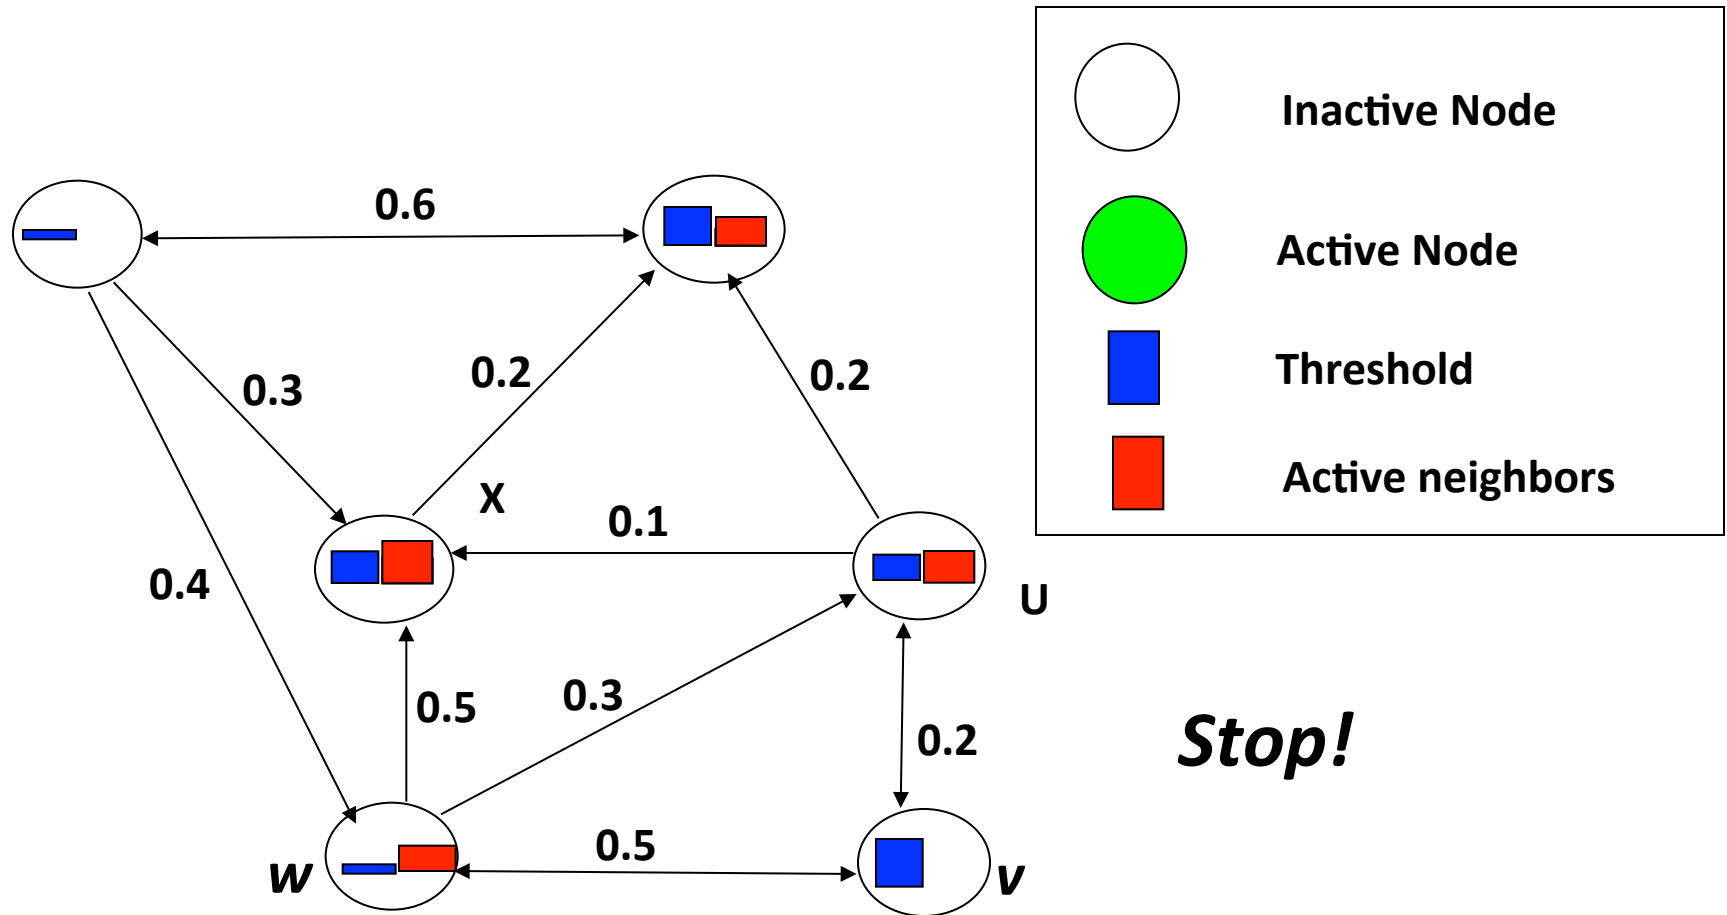 Inactive Node
0.6
Active Node
0.2
0.2
Threshold
0.3
Active neighbors
X
0.1
0.4
U
0.3
0.5
0.2
Stop!
0.5
w
v